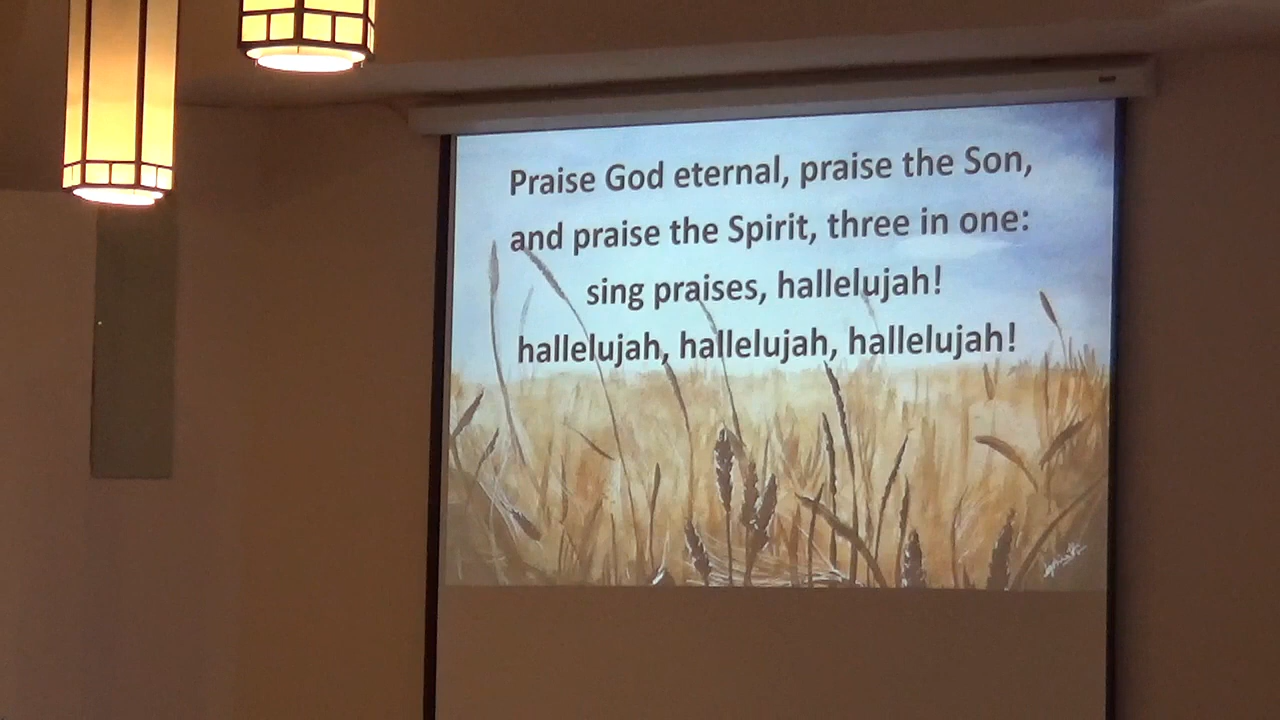 Praise God eternal, praise the Son,
and praise the Spirit, three in one:
sing praises, hallelujah!
hallelujah, hallelujah, hallelujah!